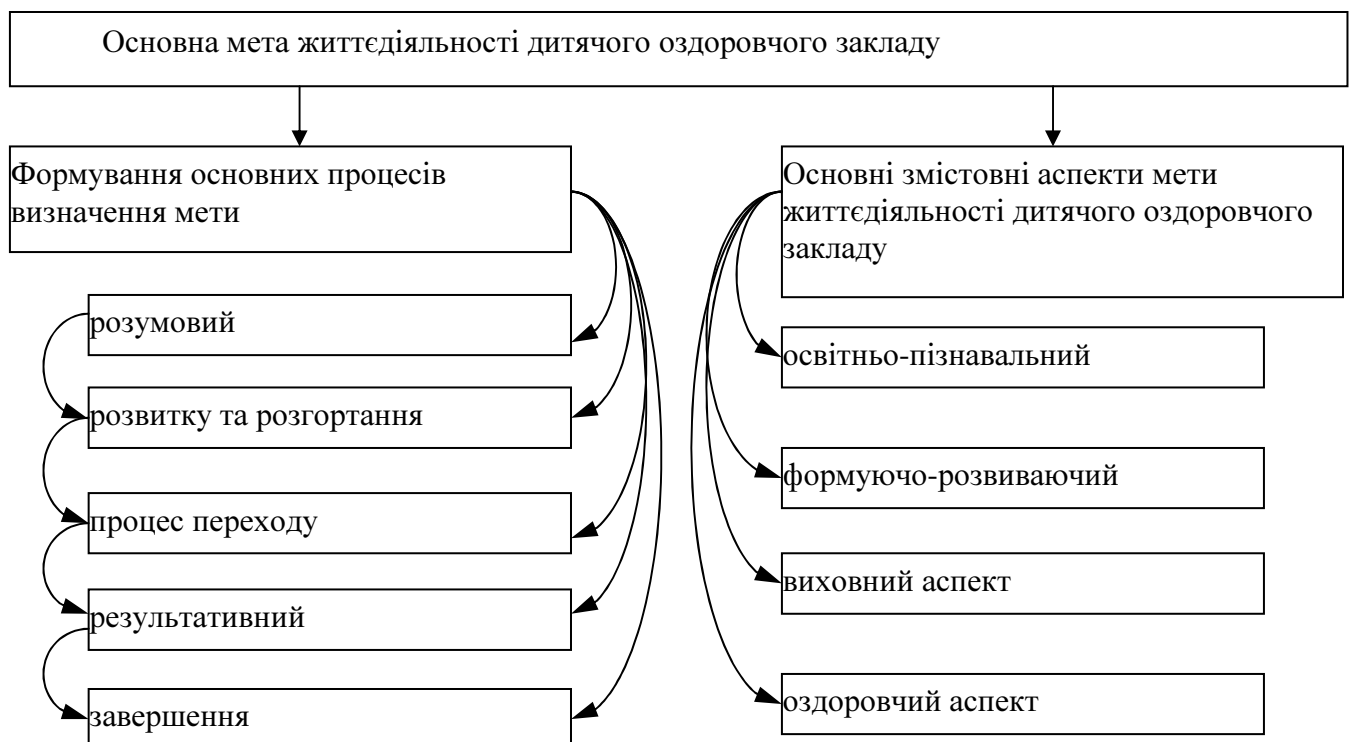 Основна мета життєдіяльності дитячого оздоровчого закладу
Формування основних процесів
визначення мети
розумовий
розвитку та розгортання
процес переходу
результативний
завершення
Основні змістовні аспекти мети
життєдіяльності дитячого оздоровчого
закладу
освітньо-пізнавальний
формуючо-розвиваючий
виховний аспект
оздоровчий аспект